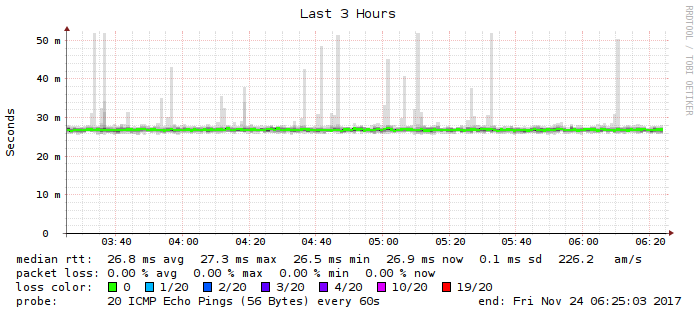 Last 3 Hours
RRDTOOL / TOBI OETIKER
Seconds
50 m
40 m
30 m
20 m
10 m
0
03:40 04:00 04:20 04:40 05:00 05:20 05:40 06:00 06:20
median rtt: 26.8 ms avg 27.3 ms max 26.5 ms min 26.9 ms now 0.1 ms sd 226.2 am/s
packet loss: 0.00 % avg 0.00 % max 0.00 % min 0.00 % now
loss color: 0 1/20 2/20 3/20 4/20 10/20 19/20
probe: 20 ICMP Echo Pings (56 Bytes) every 60s end: Fri Nov 24 06:25:03 2017